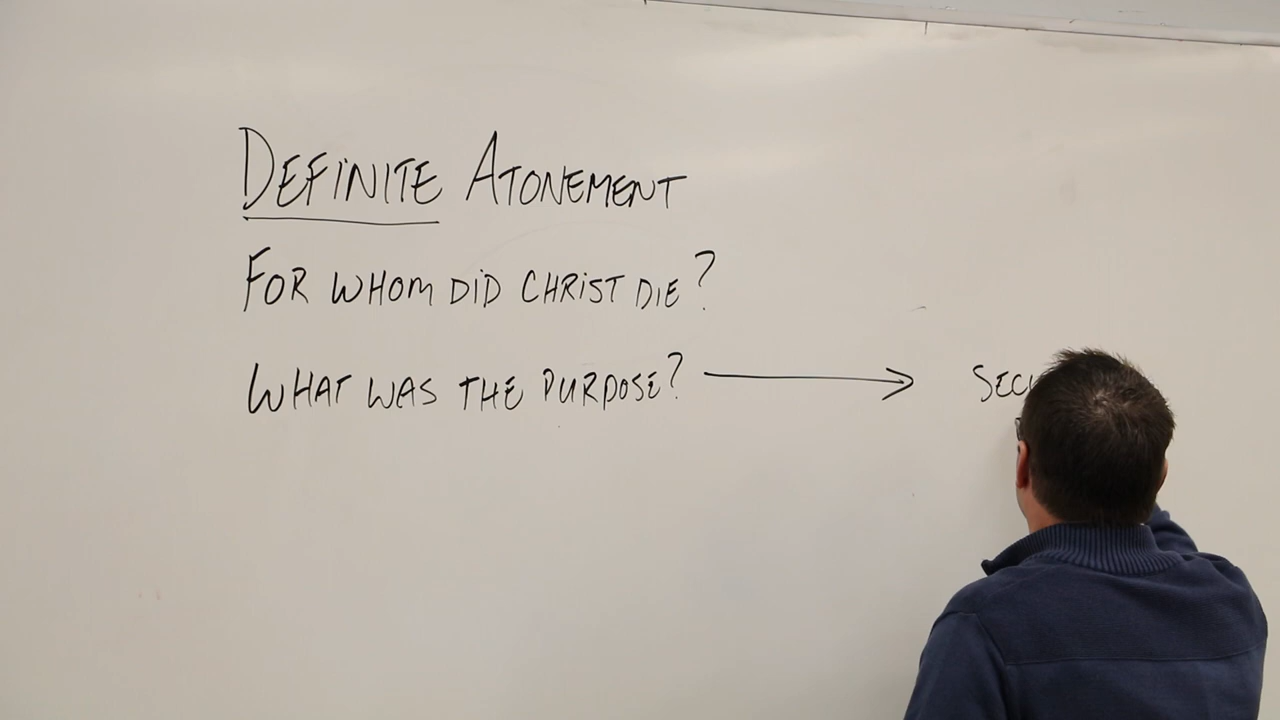 DEFINITE ATONEMENT
FOR WHOM DID CHRIST DIE?
WHAT WAS THE PURPOSE? →